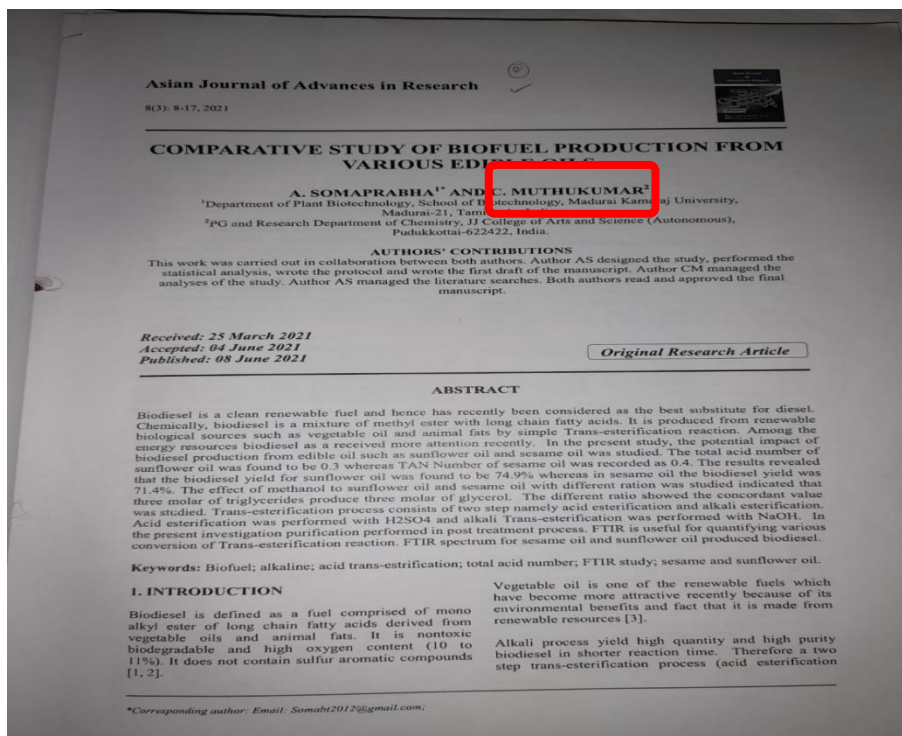 Asian Journal of Advances in Research
8(3): 8-17, 2021
COMPARATIVE STUDY OF BIOFUEL PRODUCTION FROM
VARIOUS EDIBLE OILS
A. SOMAPRABHA1* AND C. MUTHUKUMAR2
1Department of Plant Biotechnology, School of Biotechnology, Madurai Kamaraj University,
Madurai-21, Tamil
2PG and Research Department of Chemistry, JJ College of Arts and Science (Autonomous),
Pudukkottai-622422, India.
AUTHORS' CONTRIBUTIONS
This work was carried out in collaboration between both authors. Author AS designed the study, performed the
statistical analysis, wrote the protocol and wrote the first draft of the manuscript. Author CM managed the
analyses of the study. Author AS managed the literature searches. Both authors read and approved the final
manuscript.
Received: 25 March 2021
Accepted: 04 June 2021
Published: 08 June 2021
Original Research Article
ABSTRACT
Biodiesel is a clean renewable fuel and hence has recently been considered as the best substitute for diesel.
Chemically, biodiesel is a mixture of methyl ester with long chain fatty acids. It is produced from renewable
biological sources such as vegetable oil and animal fats by simple Trans-esterification reaction. Among the
energy resources biodiesel as a received more attention recently. In the present study, the potential impact of
biodiesel production from edible oil such as sunflower oil and sesame oil was studied. The total acid number of
sunflower oil was found to be 0.3 whereas TAN Number of sesame oil was recorded as 0.4. The results revealed
that the biodiesel yield for sunflower oil was found to be 74.9% whereas in sesame oil the biodiesel yield was
71.4%. The effect of methanol to sunflower oil and sesame oil with different ration was studied indicated that
three molar of triglycerides produce three molar of glycerol. The different ratio showed the concordant value
was studied. Trans-esterification process consists of two step namely acid esterification and alkali esterification.
Acid esterification was performed with H2SO4 and alkali Trans-esterification was performed with NaOH. In
the present investigation purification performed in post treatment process. FTIR is useful for quantifying various
conversion of Trans-esterification reaction. FTIR spectrum for sesame oil and sunflower oil produced biodiesel.
Keywords: Biofuel; alkaline; acid trans-estrification; total acid number; FTIR study; sesame and sunflower oil.
1. INTRODUCTION
Biodiesel is defined as a fuel comprised of mono
alkyl ester of long chain fatty acids derived from
vegetable oils and animal fats. It is nontoxic
biodegradable and high oxygen content (10 to
11%). It does not contain sulfur aromatic compounds
[1, 2].
Vegetable oil is one of the renewable fuels which
have become more attractive recently because of its
environmental benefits and fact that it is made from
renewable resources [3].
Alkali process yield high quantity and high purity
biodiesel in shorter reaction time. Therefore a two
step trans-esterification process (acid esterification
*Corresponding author: Email: Somabt2012@gmail.com;